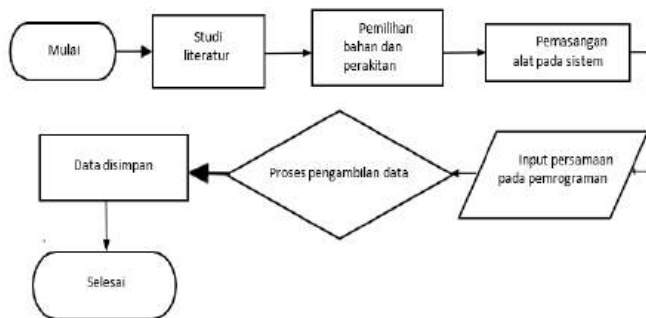 Mulai
Studi
literatur
Pemilihan
bahan dan
perakitan
Pemasangan
alat pada sistem
Input persamaan
pada pemrograman
Proses pengambilan data
Data disimpan
Selesai